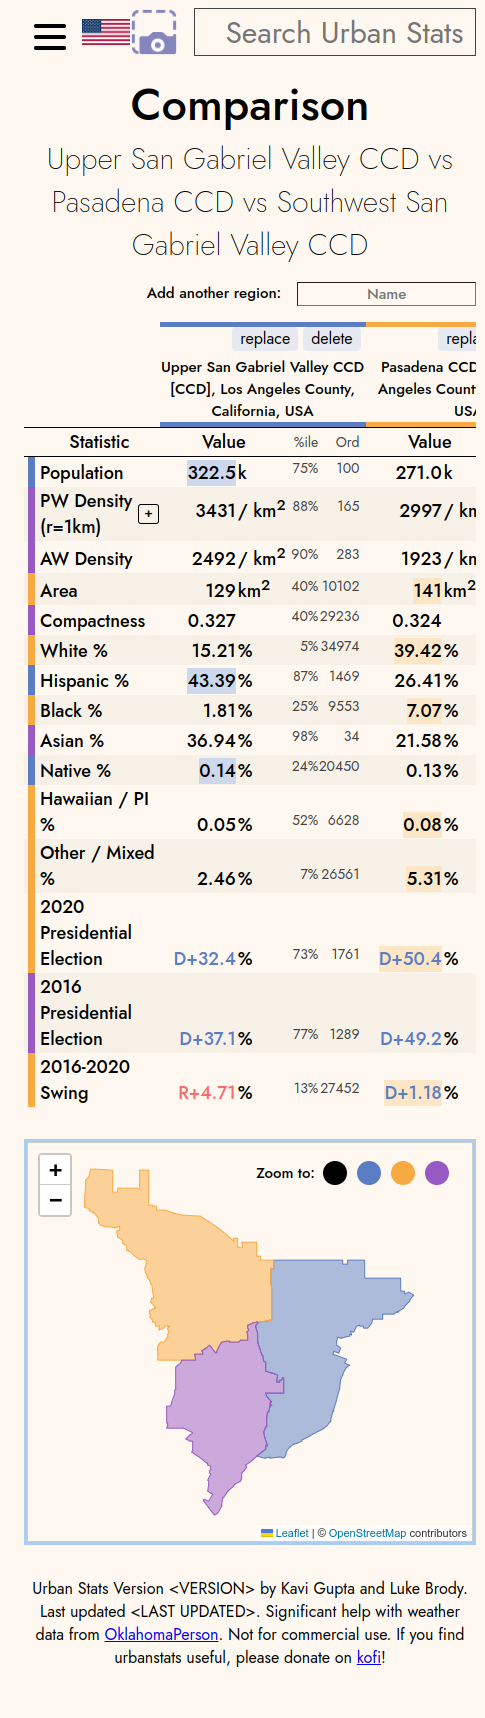 Search Urban Stats
Comparison
Upper San Gabriel Valley CCD vs
Pasadena CCD vs Southwest San
Gabriel Valley CCD
Add another region: Name
replace delete repla
Upper San Gabriel Valley CCD Pasadena CCD
[CCD], Los Angeles County, Angeles Count
California, USA USA
Statistic Value %ile Ord Value
Population 322.5k 75% 100 271.0k
PW Density
(r=1km) + 3431/ km² 88% 165 2997/ km
AW Density 2492/ km² 90% 283 1923/ km
Area 129km² 40% 10102 141km²
Compactness 0.327 40% 29236 0.324
White % 15.21% 5% 34974 39.42%
Hispanic % 43.39% 87% 1469 26.41%
Black % 1.81% 25% 9553 7.07%
Asian % 36.94% 98% 34 21.58%
Native % 0.14% 24% 20450 0.13%
Hawaiian / PI
% 0.05% 52% 6628 0.08%
Other / Mixed
% 2.46% 7% 26561 5.31%
2020
Presidential
Election D+32.4% 73% 1761 D+50.4%
2016
Presidential
Election D+37.1% 77% 1289 D+49.2%
2016-2020
Swing R+4.71% 13% 27452 D+1.18%
+
−
Zoom to:
Leaflet | © OpenStreetMap contributors
Urban Stats Version <VERSION> by Kavi Gupta and Luke Brody.
Last updated <LAST UPDATED>. Significant help with weather
data from OklahomaPerson. Not for commercial use. If you find
urbanstats useful, please donate on kofi!